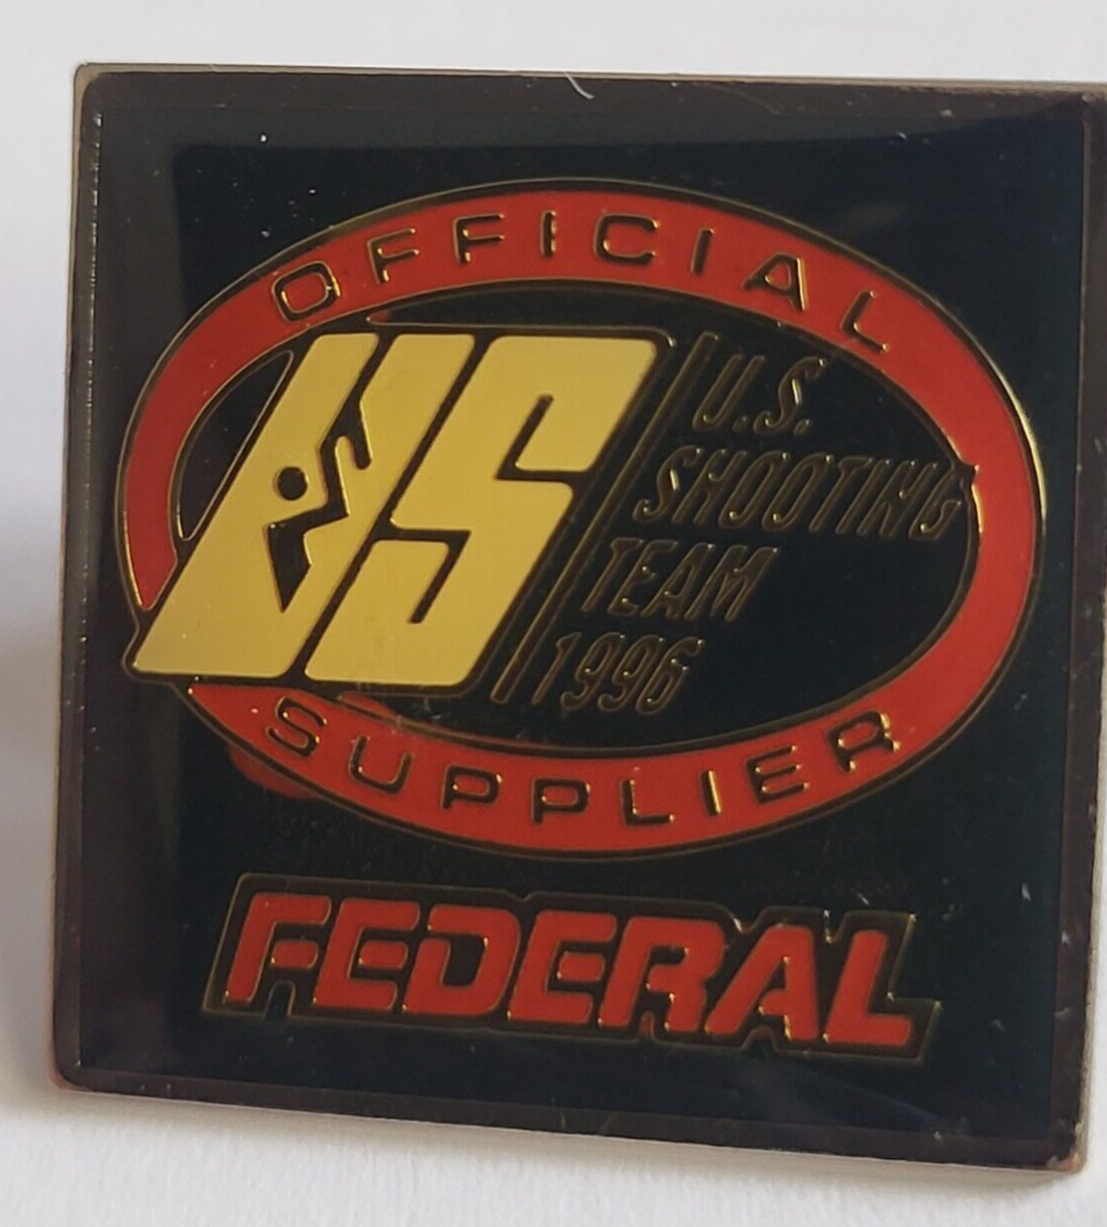 OFFICIAL
US
U.S.
SHOOTING
TEAM
1996
SUPPLIER
FEDERAL